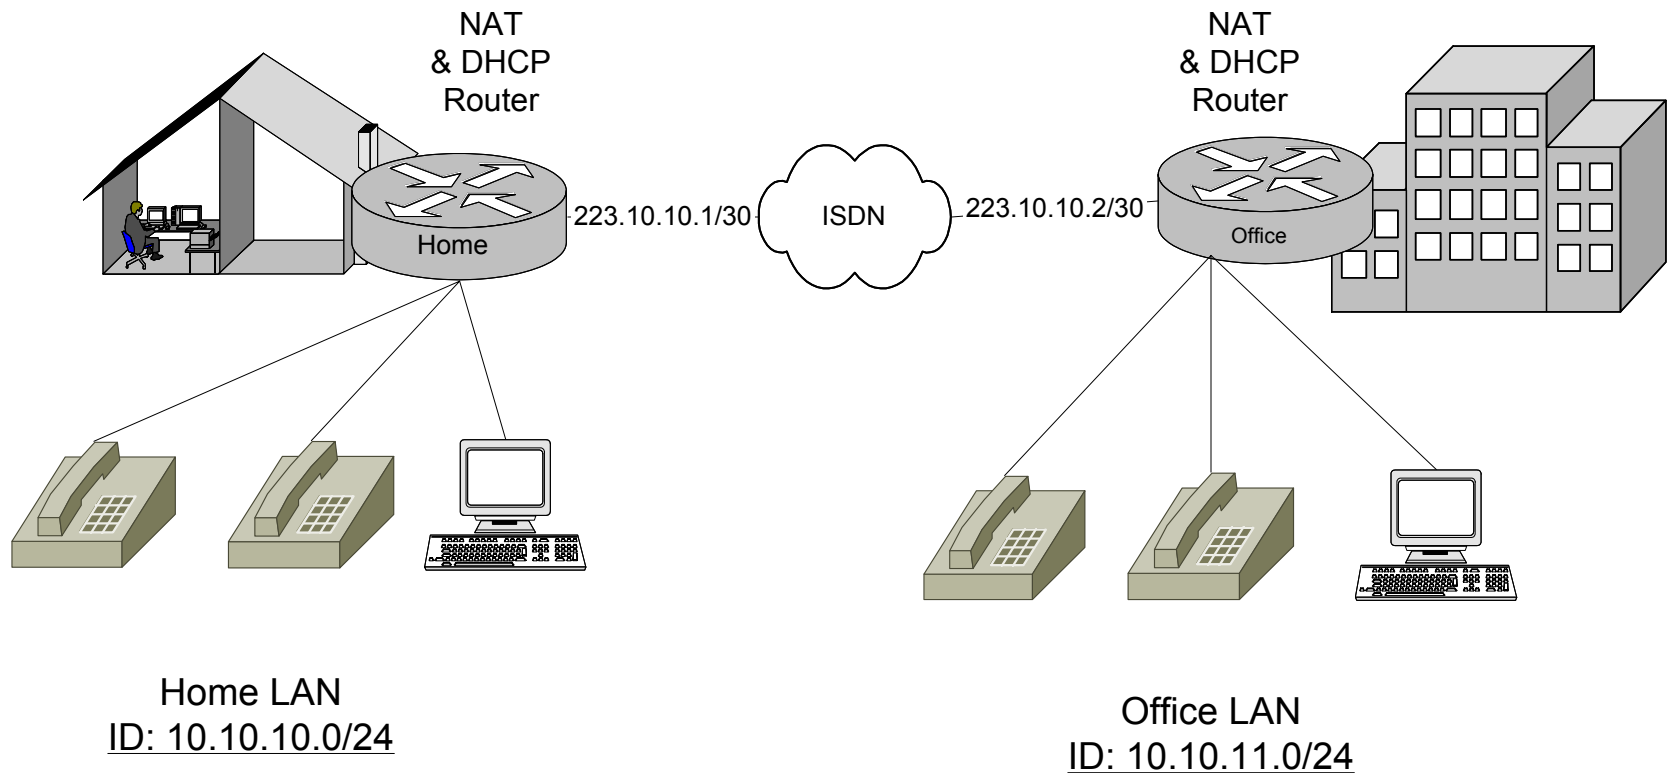 NAT
& DHCP
Router
NAT
& DHCP
Router
Home
223.10.10.1/30
ISDN
223.10.10.2/30
Office
Home LAN
ID: 10.10.10.0/24
Office LAN
ID: 10.10.11.0/24